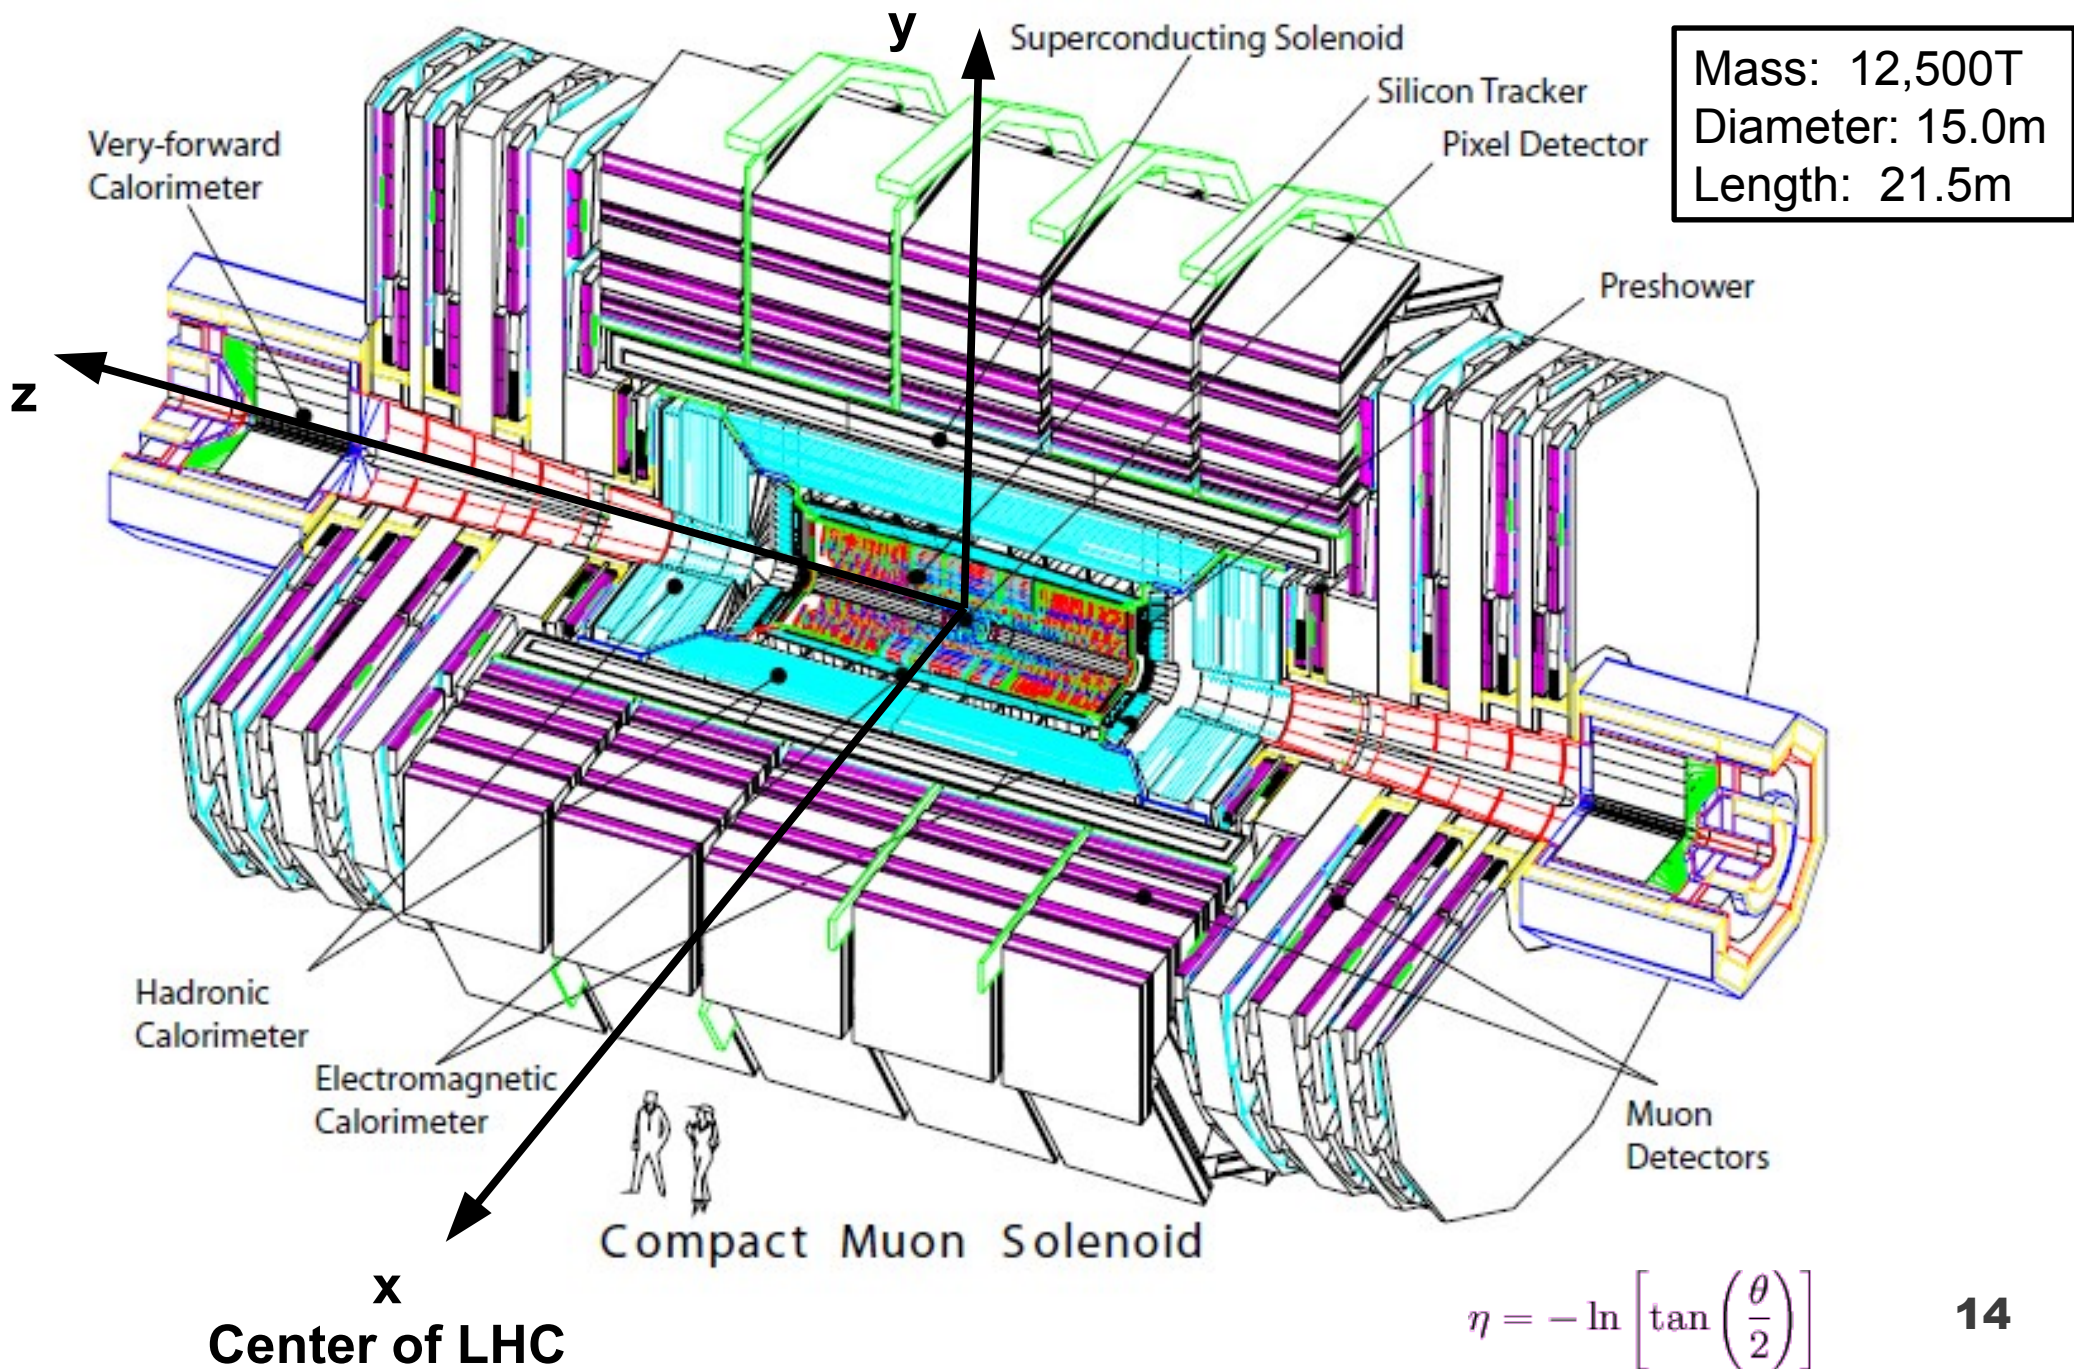 y
Superconducting Solenoid
Silicon Tracker
Pixel Detector
Mass: 12,500T
Diameter: 15.0m
Length: 21.5m
Very-forward
Calorimeter
Preshower
z
Hadronic
Calorimeter
Electromagnetic
Calorimeter
Muon
Detectors
Compact Muon Solenoid
x
Center of LHC
η = − ln [tan (θ/2)]
14